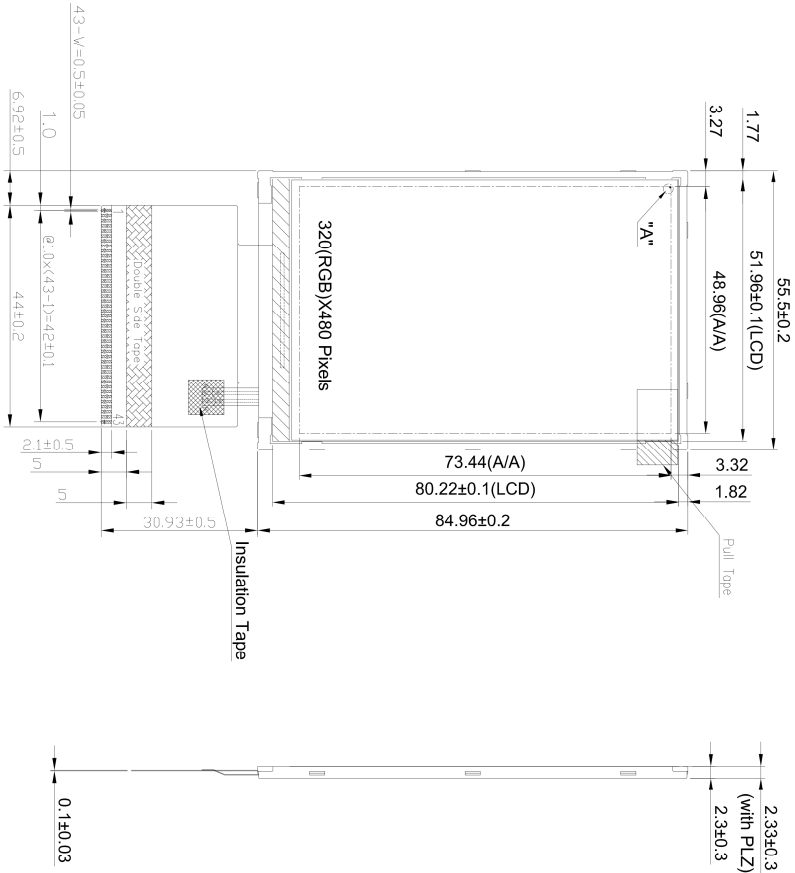 43-W=0.5±0.05
6.92±0.5
1.0
@1.0x(43-1)=42±0.1
44±0.2
1
43
Double Side Tape
2.1±0.5
5
5
30.93±0.5
1.77
3.27
55.5±0.2
51.96±0.1(LCD)
48.96(A/A)
"A"
320(RGB)X480 Pixels
73.44(A/A)
3.32
80.22±0.1(LCD)
1.82
84.96±0.2
Pull Tape
Insulation Tape
2.33±0.3
(with PLZ)
2.3±0.3
0.1±0.03